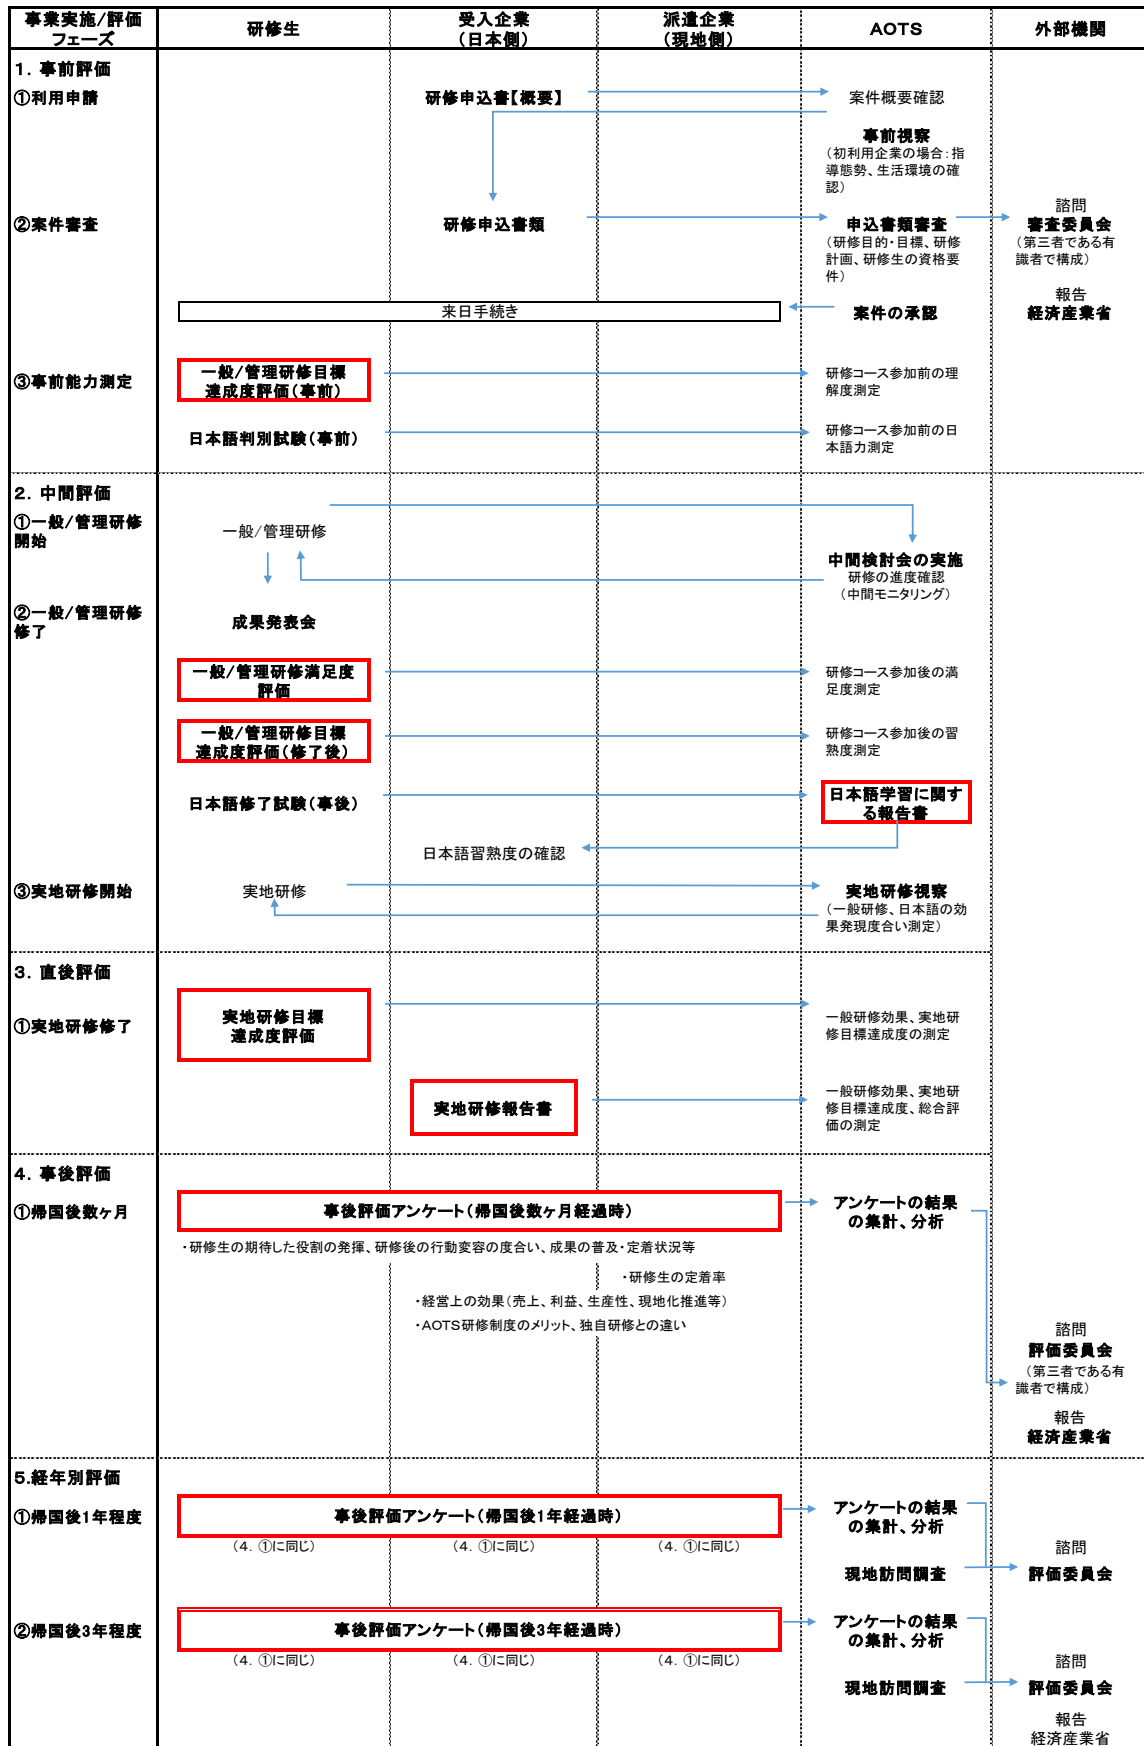 事業実施/評価
フェーズ
研修生
受入企業
（日本側）
派遣企業
（現地側）
AOTS
外部機関
1．事前評価
①利用申請
研修申込書【概要】
案件概要確認
事前視察
（初利用企業の場合：指
導態勢、生活環境の確
認）
②案件審査
研修申込書類
申込書類審査
（研修目的・目標、研修
計画、研修生の資格要
件）
諮問
審査委員会
（第三者である有
識者で構成）
来日手続き
案件の承認
報告
経済産業省
③事前能力測定
一般/管理研修目標
達成度評価（事前）
研修コース参加前の理
解度測定
日本語判別試験（事前）
研修コース参加前の日
本語力測定
2．中間評価
①一般/管理研修
開始
一般/管理研修
中間検討会の実施
研修の進度確認
（中間モニタリング）
②一般/管理研修
修了
成果発表会
一般/管理研修満足度
評価
研修コース参加後の満
足度測定
一般/管理研修目標
達成度評価（修了後）
研修コース参加後の習
熟度測定
日本語修了試験（事後）
日本語学習に関す
る報告書
日本語習熟度の確認
③実地研修開始
実地研修
実地研修視察
（一般研修、日本語の効
果発現度合い測定）
3．直後評価
①実地研修修了
実地研修目標
達成度評価
一般研修効果、実地研
修目標達成度の測定
実地研修報告書
一般研修効果、実地研
修目標達成度、総合評
価の測定
4．事後評価
①帰国後数ヶ月
事後評価アンケート（帰国後数ヶ月経過時）
アンケートの結果
の集計、分析
・研修生の期待した役割の発揮、研修後の行動変容の度合い、成果の普及・定着状況等
・研修生の定着率
・経営上の効果（売上、利益、生産性、現地化推進等）
・AOTS研修制度のメリット、独自研修との違い
諮問
評価委員会
（第三者である有
識者で構成）
報告
経済産業省
5.経年別評価
①帰国後1年程度
事後評価アンケート（帰国後1年経過時）
アンケートの結果
の集計、分析
（4．①に同じ）
（4．①に同じ）
（4．①に同じ）
諮問
現地訪問調査
評価委員会
②帰国後3年程度
事後評価アンケート（帰国後3年経過時）
アンケートの結果
の集計、分析
（4．①に同じ）
（4．①に同じ）
（4．①に同じ）
諮問
現地訪問調査
評価委員会
報告
経済産業省